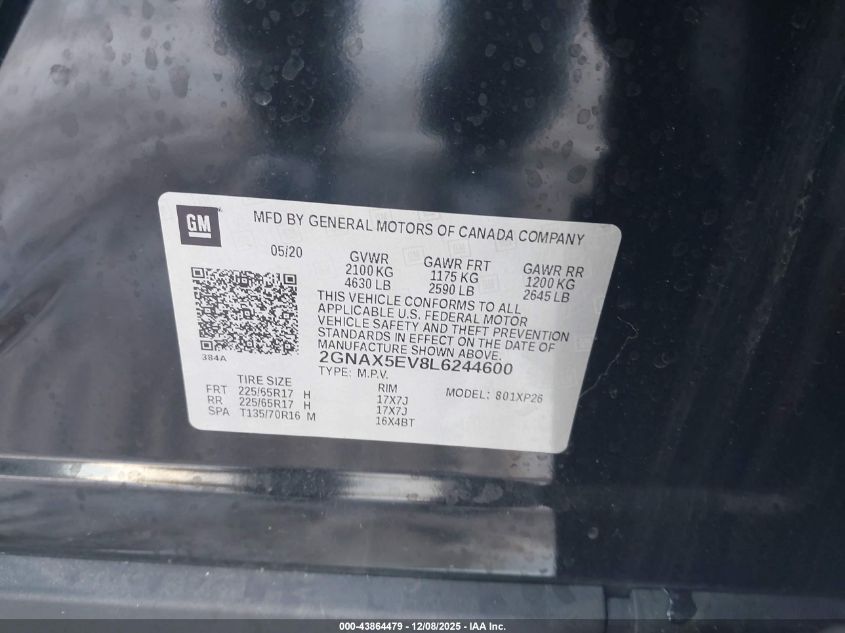 GM
MFD BY GENERAL MOTORS OF CANADA COMPANY
05/20
GVWR
2100 KG
4630 LB
GAWR FRT
1175 KG
2590 LB
GAWR RR
1200 KG
2645 LB
THIS VEHICLE CONFORMS TO ALL
APPLICABLE U.S. FEDERAL MOTOR
VEHICLE SAFETY AND THEFT PREVENTION
STANDARDS IN EFFECT ON THE DATE OF
MANUFACTURE SHOWN ABOVE.
384A
2GNAX5EV8L6244600
TYPE: M.P.V.
MODEL: 801XP26
TIRE SIZE RIM
FRT 225/65R17 H 17X7J
RR 225/65R17 H 17X7J
SPA T135/70R16 M 16X4BT
000-43864479 - 12/08/2025 - IAA Inc.